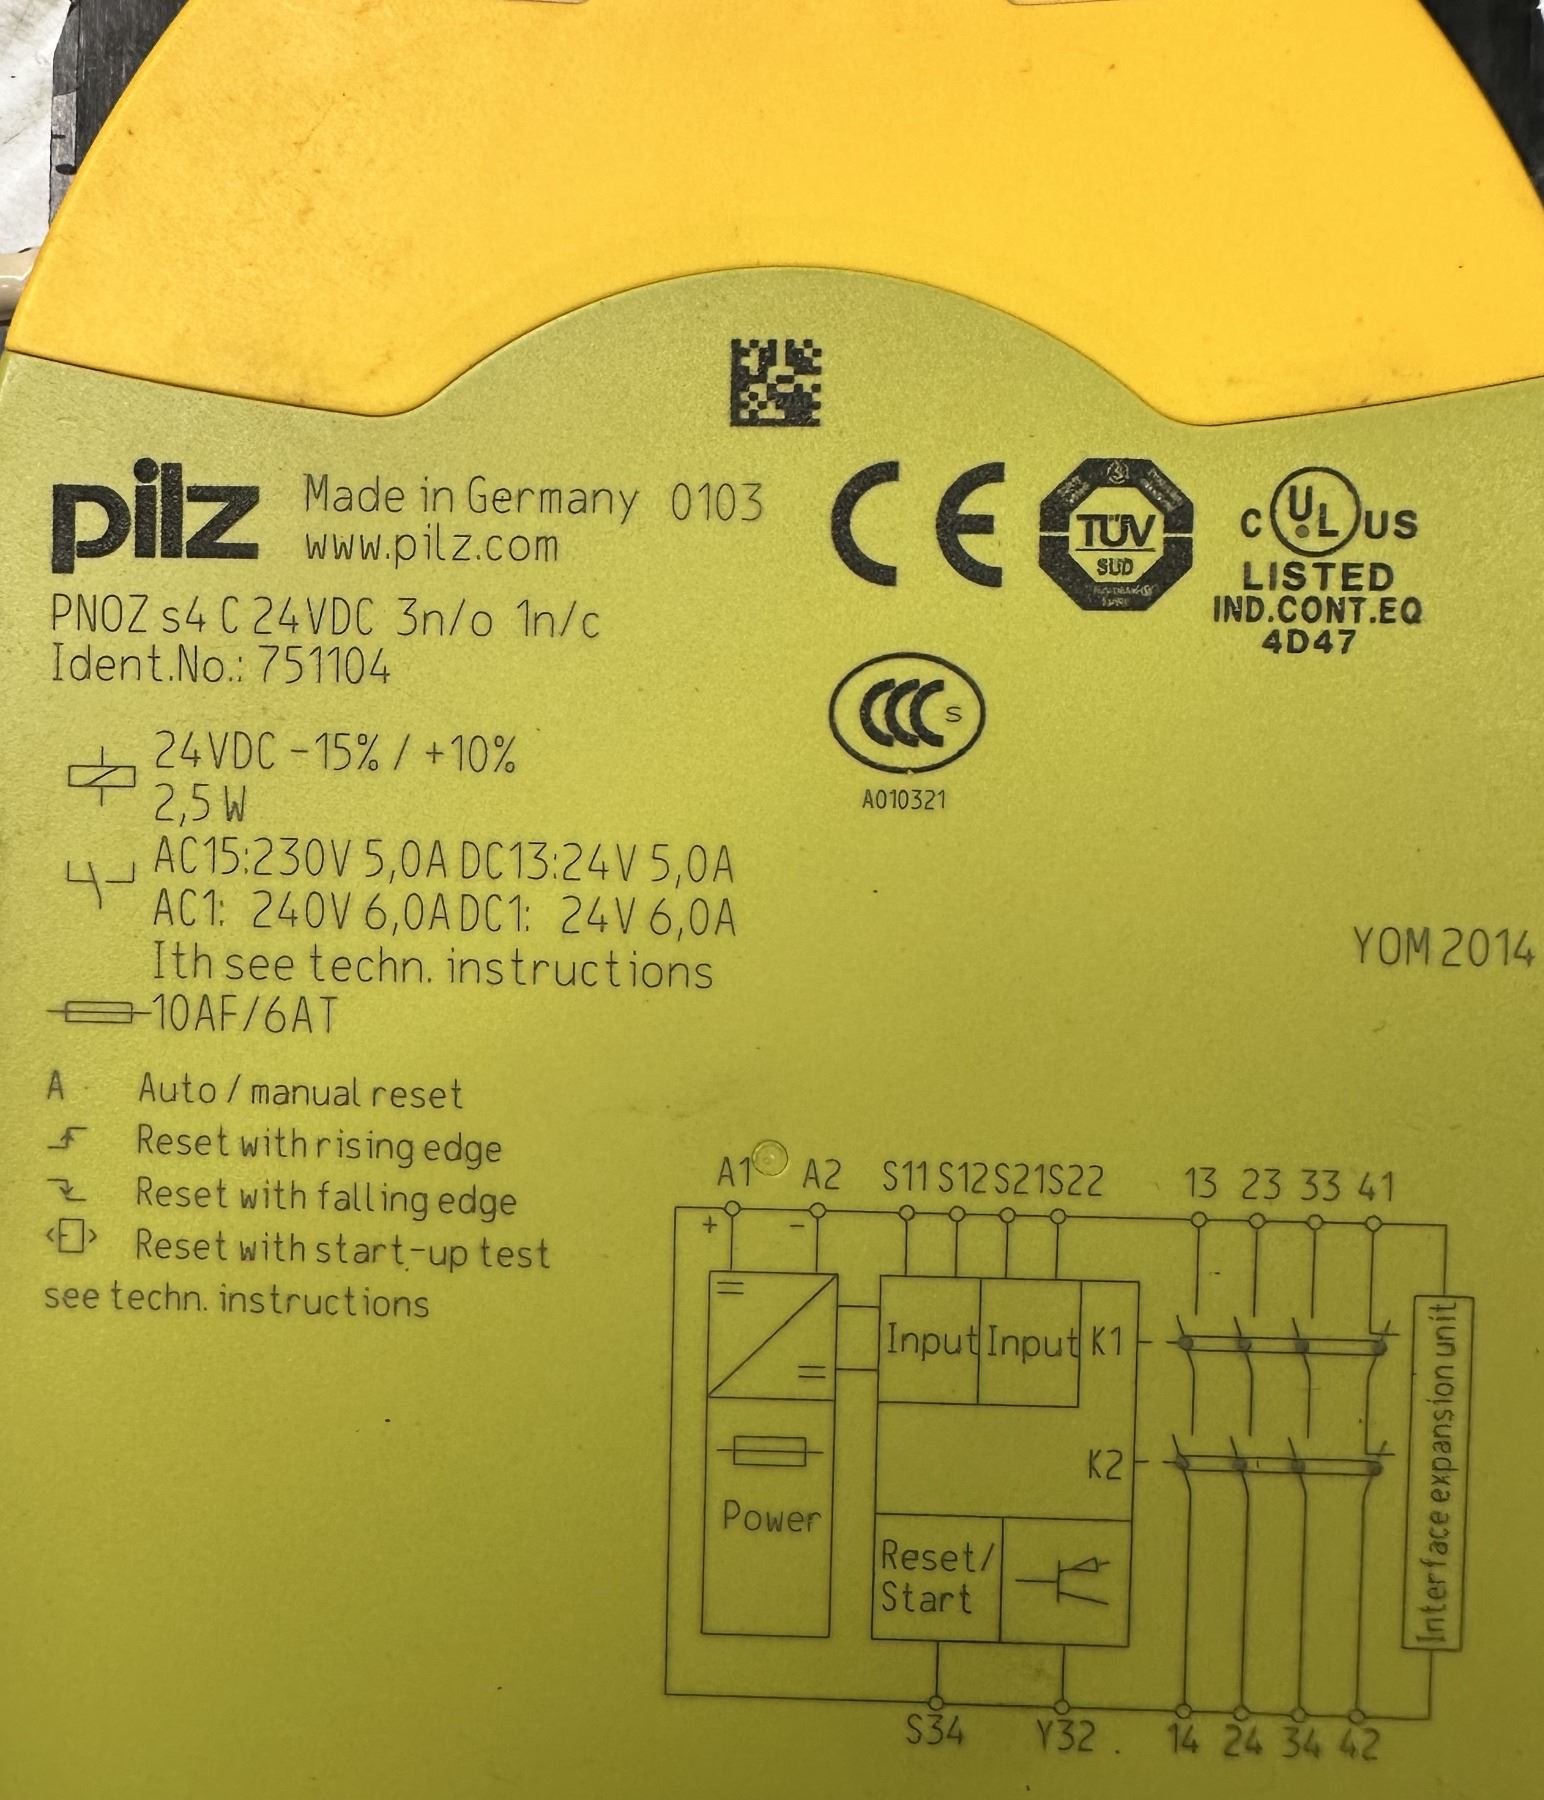 pilz
Made in Germany 0103
www.pilz.com
CE
TÜV
SÜD
C UL US
LISTED
IND.CONT.EQ
4D47
PNOZ s4 C 24VDC 3n/o 1n/c
Ident.No.: 751104
CCC S
A010321
24VDC -15% / +10%
2,5 W
AC15:230V 5,0A DC13:24V 5,0A
AC1: 240V 6,0A DC1: 24V 6,0A
Ith see techn. instructions
10AF/6AT
YOM 2014
A Auto / manual reset
Reset with rising edge
Reset with falling edge
Reset with start-up test
see techn. instructions
A1 A2 S11 S12 S21 S22 13 23 33 41
+ -
Input Input K1
K2
Power
Reset/
Start
Interface expansion unit
S34 Y32 14 24 34 42